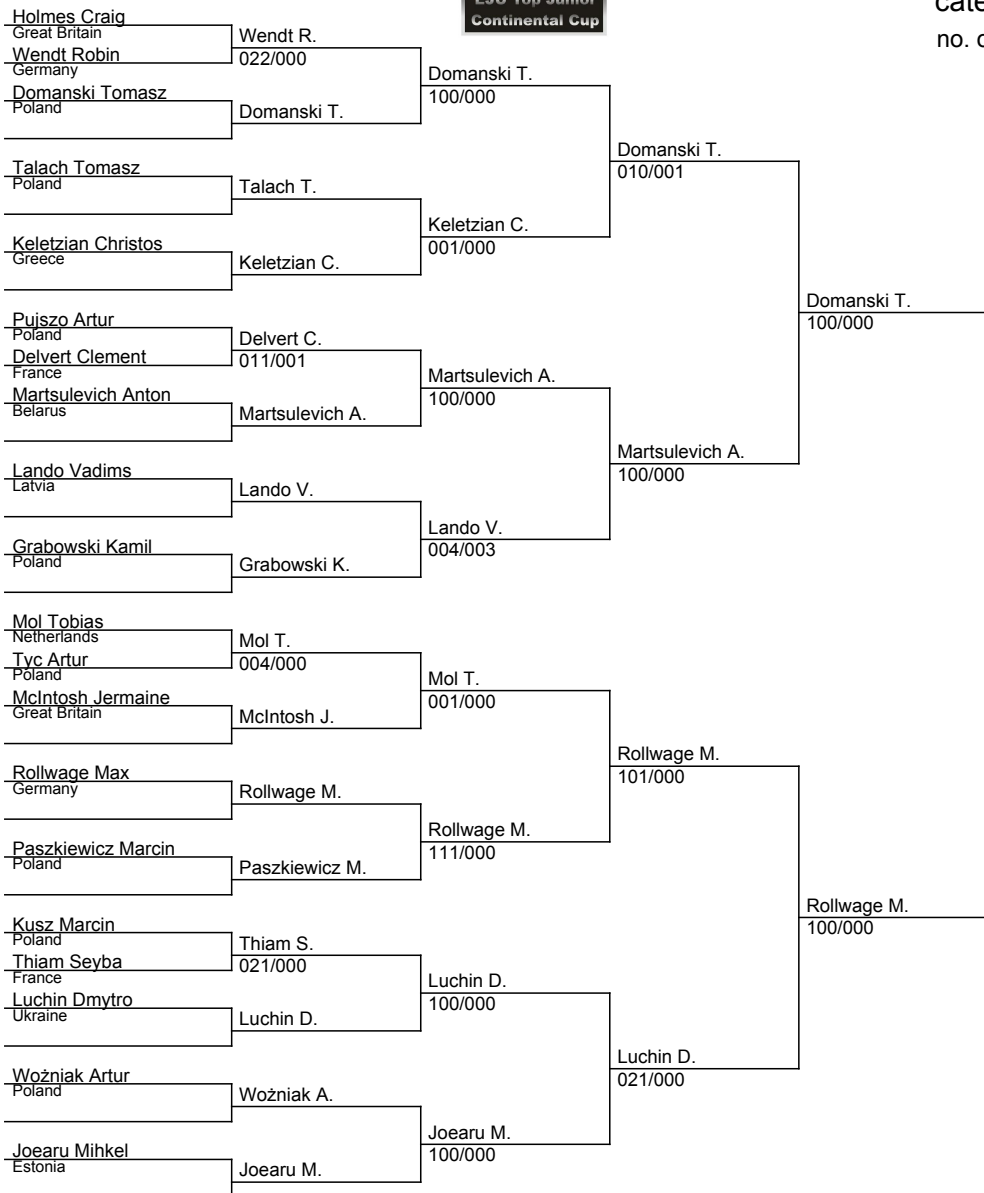 EJU Top Junior
Continental Cup
cate
no. o
Holmes Craig
Great Britain
Wendt Robin
Germany
Domanski Tomasz
Poland
Talach Tomasz
Poland
Keletzian Christos
Greece
Pujszo Artur
Poland
Delvert Clement
France
Martsulevich Anton
Belarus
Lando Vadims
Latvia
Grabowski Kamil
Poland
Mol Tobias
Netherlands
Tyc Artur
Poland
McIntosh Jermaine
Great Britain
Rollwage Max
Germany
Paszkiewicz Marcin
Poland
Kusz Marcin
Poland
Thiam Seyba
France
Luchin Dmytro
Ukraine
Wożniak Artur
Poland
Joearu Mihkel
Estonia
Wendt R.
022/000
Domanski T.
Talach T.
Keletzian C.
Delvert C.
011/001
Martsulevich A.
Lando V.
Grabowski K.
Mol T.
004/000
McIntosh J.
Rollwage M.
Paszkiewicz M.
Thiam S.
021/000
Luchin D.
Wożniak A.
Joearu M.
Domanski T.
100/000
Keletzian C.
001/000
Martsulevich A.
100/000
Lando V.
004/003
Mol T.
001/000
Rollwage M.
111/000
Luchin D.
100/000
Joearu M.
100/000
Domanski T.
010/001
Martsulevich A.
100/000
Rollwage M.
101/000
Luchin D.
021/000
Domanski T.
100/000
Rollwage M.
100/000